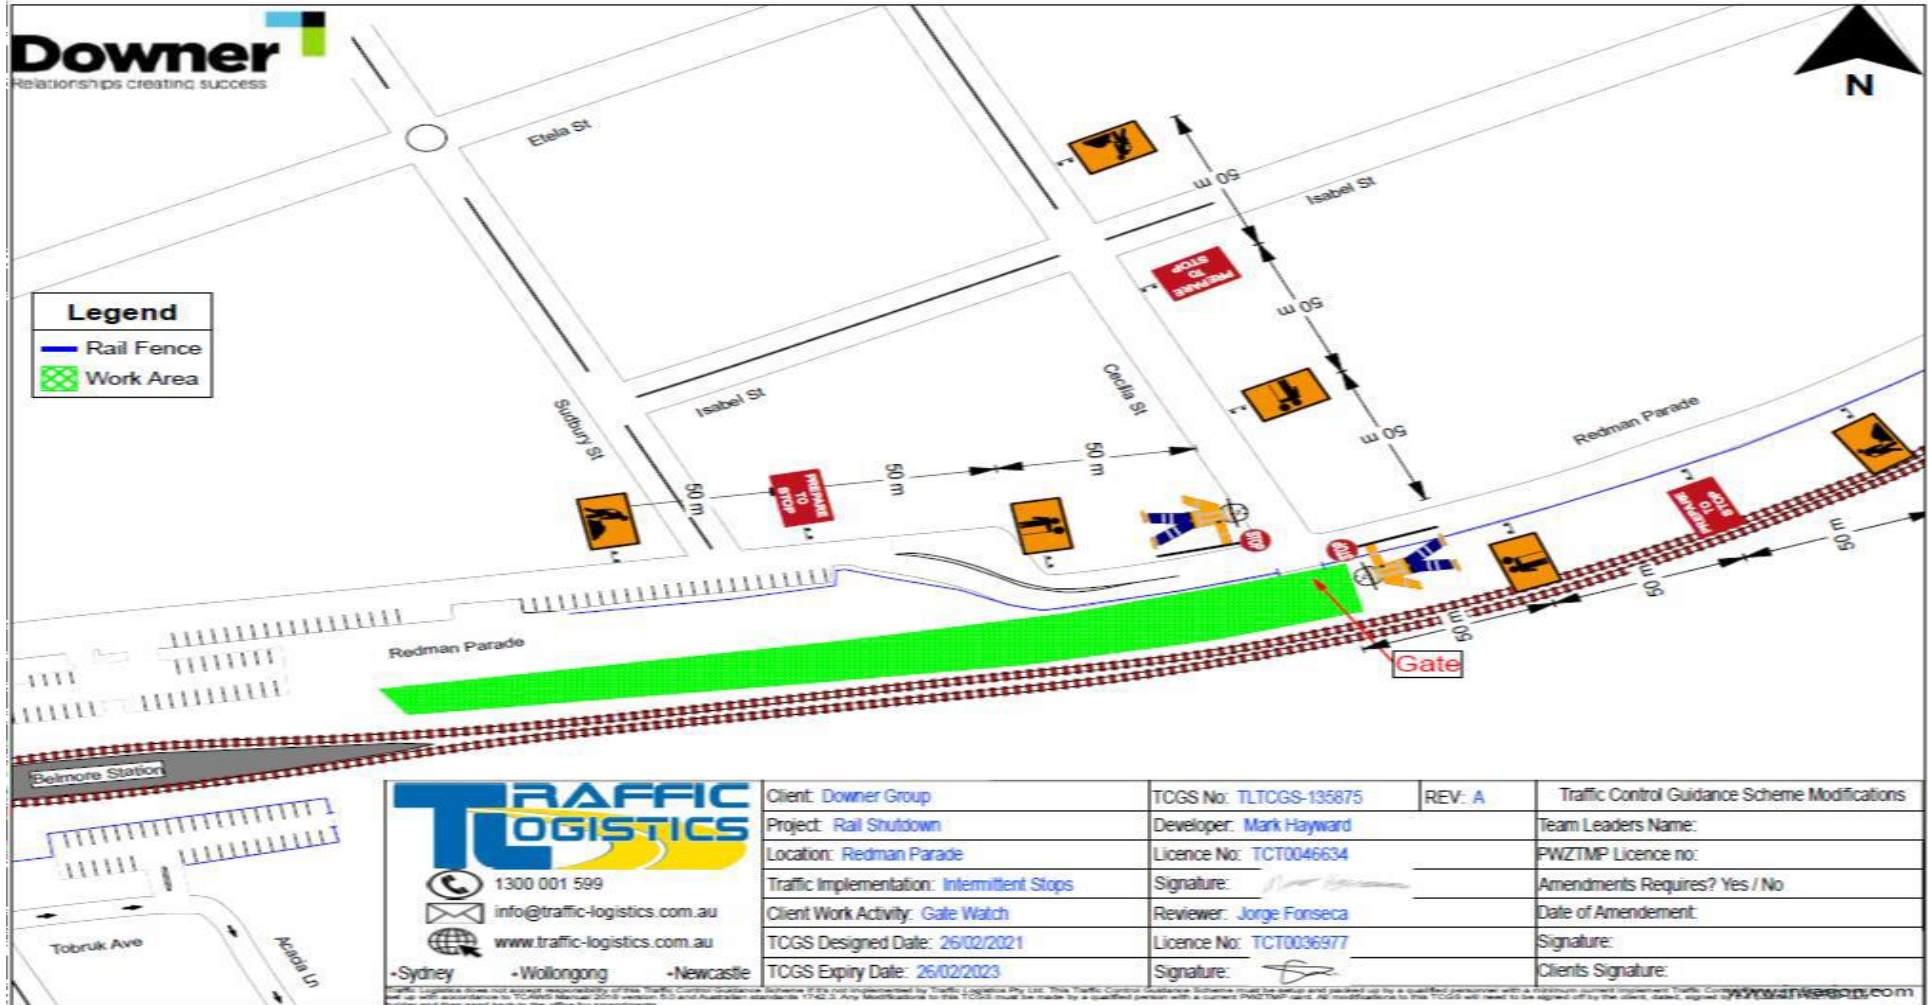 Downer
Relationships creating success
N
Etela St
50 m
Isabel St
PREPARE
TO
STOP
50 m
Legend
Rail Fence
Work Area
Cecilia St
Isabel St
Sudbury St
50 m
Redman Parade
50 m
50 m
50 m
PREPARE
TO
STOP
PREPARE
TO
STOP
STOP
50 m
50 m
50 m
Redman Parade
Gate
Belmore Station
Tobruk Ave
Acacia Ln
TRAFFIC
LOGISTICS
1300 001 599
info@traffic-logistics.com.au
www.traffic-logistics.com.au
-Sydney -Wollongong -Newcastle
Client: Downer Group
Project: Rail Shutdown
Location: Redman Parade
Traffic Implementation: Intermittent Stops
Client Work Activity: Gate Watch
TCGS Designed Date: 26/02/2021
TCGS Expiry Date: 26/02/2023
TCGS No: TLTCGS-135875 REV: A
Developer: Mark Hayward
Licence No: TCT0046634
Signature:
Reviewer: Jorge Fonseca
Licence No: TCT0036977
Signature:
Traffic Control Guidance Scheme Modifications
Team Leaders Name:
PWZTMP Licence no:
Amendments Requires? Yes / No
Date of Amendment:
Signature:
Clients Signature:
www.invarion.com